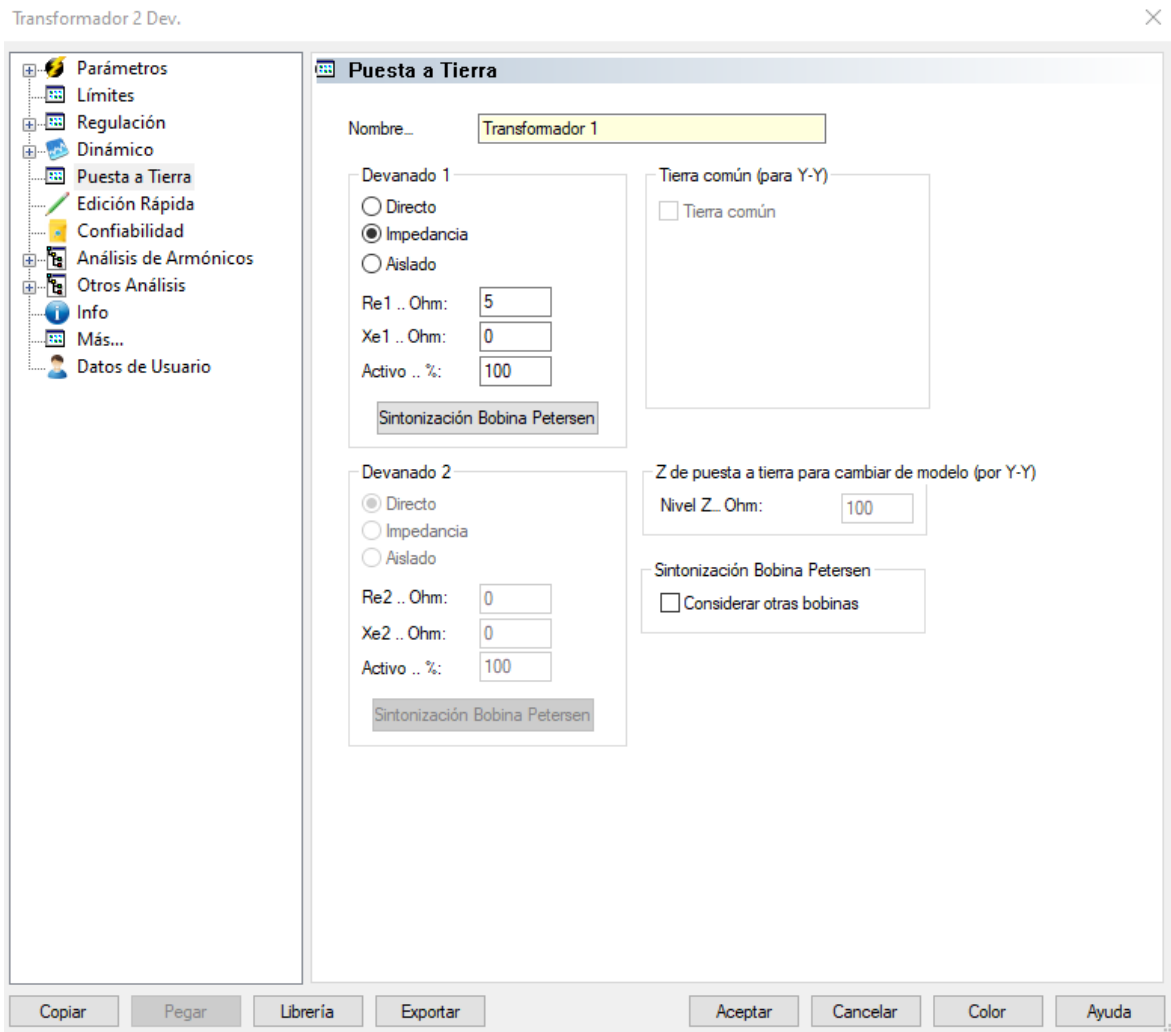 Transformador 2 Dev.
Parámetros
Límites
Regulación
Dinámico
Puesta a Tierra
Edición Rápida
Confiabilidad
Análisis de Armónicos
Otros Análisis
Info
Más...
Datos de Usuario
Puesta a Tierra
Nombre... Transformador 1
Devanado 1
Directo
Impedancia
Aislado
Re1 .. Ohm: 5
Xe1 .. Ohm: 0
Activo .. %: 100
Sintonización Bobina Petersen
Tierra común (para Y-Y)
Tierra común
Devanado 2
Directo
Impedancia
Aislado
Re2 .. Ohm: 0
Xe2 .. Ohm: 0
Activo .. %: 100
Sintonización Bobina Petersen
Z de puesta a tierra para cambiar de modelo (por Y-Y)
Nivel Z... Ohm: 100
Sintonización Bobina Petersen
Considerar otras bobinas
Copiar Pegar Librería Exportar Aceptar Cancelar Color Ayuda